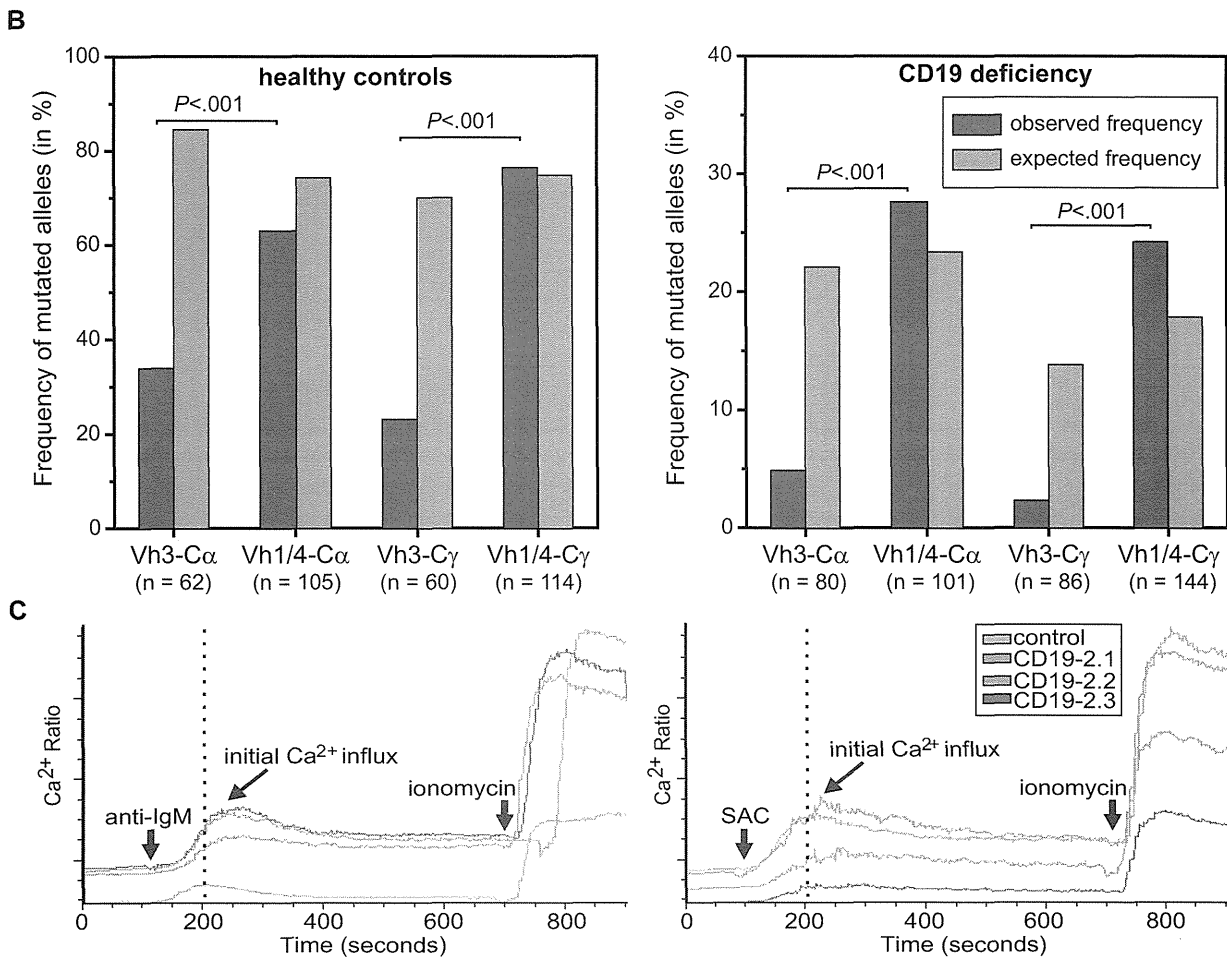 B
healthy controls
P<.001
P<.001
Frequency of mutated alleles (in %)
100
80
60
40
20
0
Vh3-Cα
(n = 62)
Vh1/4-Cα
(n = 105)
Vh3-Cγ
(n = 60)
Vh1/4-Cγ
(n = 114)
CD19 deficiency
observed frequency
expected frequency
P<.001
P<.001
Frequency of mutated alleles (in %)
40
30
20
10
0
Vh3-Cα
(n = 80)
Vh1/4-Cα
(n = 101)
Vh3-Cγ
(n = 86)
Vh1/4-Cγ
(n = 144)
C
Ca2+ Ratio
anti-IgM
initial Ca2+ influx
ionomycin
0
200
400
600
800
Time (seconds)
control
CD19-2.1
CD19-2.2
CD19-2.3
Ca2+ Ratio
SAC
initial Ca2+ influx
ionomycin
0
200
400
600
800
Time (seconds)